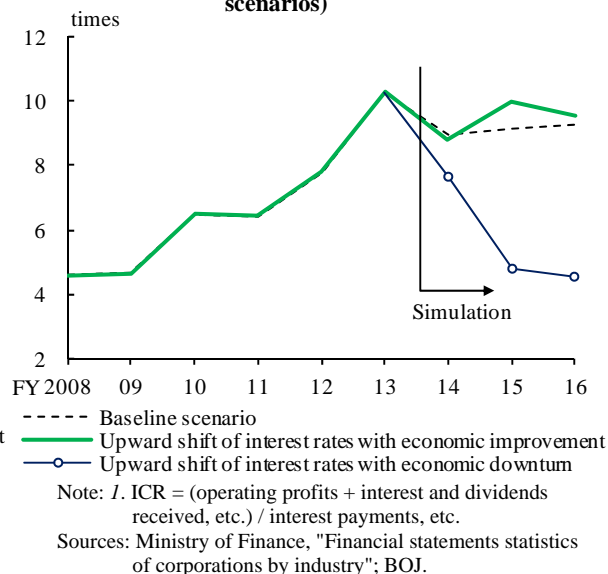 scenarios)
times
12
10
8
6
4
2
Simulation
FY 2008 09 10 11 12 13 14 15 16
Baseline scenario
t
Upward shift of interest rates with economic improvement
Upward shift of interest rates with economic downturn
Note: 1. ICR = (operating profits + interest and dividends
received, etc.) / interest payments, etc.
Sources: Ministry of Finance, "Financial statements statistics
of corporations by industry"; BOJ.